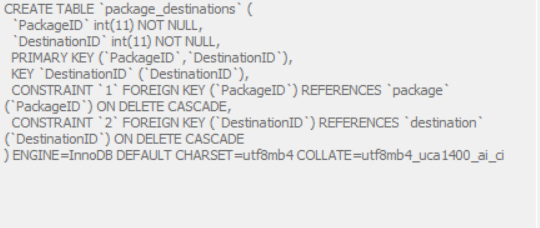 CREATE TABLE `package_destinations` (
`PackageID` int(11) NOT NULL,
`DestinationID` int(11) NOT NULL,
PRIMARY KEY (`PackageID`,`DestinationID`),
KEY `DestinationID` (`DestinationID`),
CONSTRAINT `1` FOREIGN KEY (`PackageID`) REFERENCES `package`
(`PackageID`) ON DELETE CASCADE,
CONSTRAINT `2` FOREIGN KEY (`DestinationID`) REFERENCES `destination`
(`DestinationID`) ON DELETE CASCADE
) ENGINE=InnoDB DEFAULT CHARSET=utf8mb4 COLLATE=utf8mb4_uca1400_ai_ci